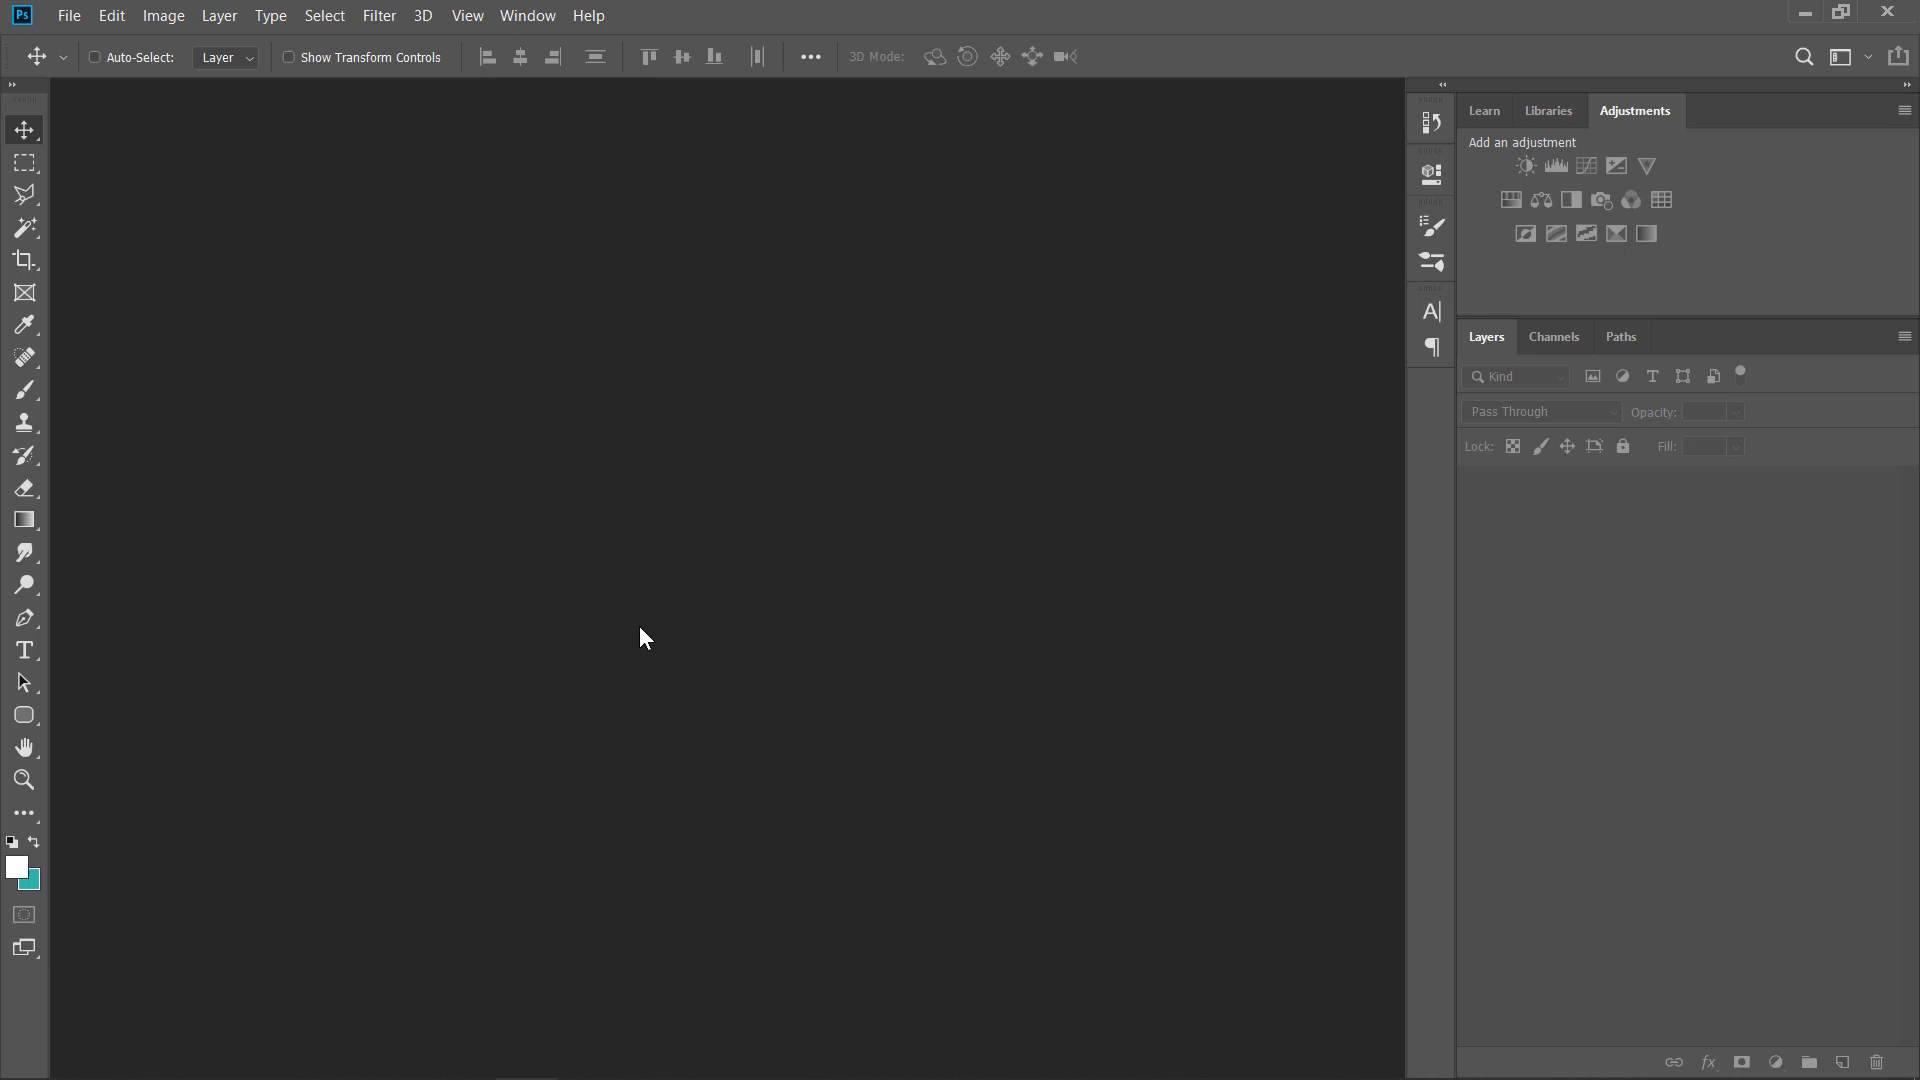 Ps File Edit Image Layer Type Select Filter 3D View Window Help
Auto-Select: Layer Show Transform Controls 3D Mode:
Learn Libraries Adjustments
Add an adjustment
Layers Channels Paths
Kind
Pass Through Opacity:
Lock: Fill:
fx